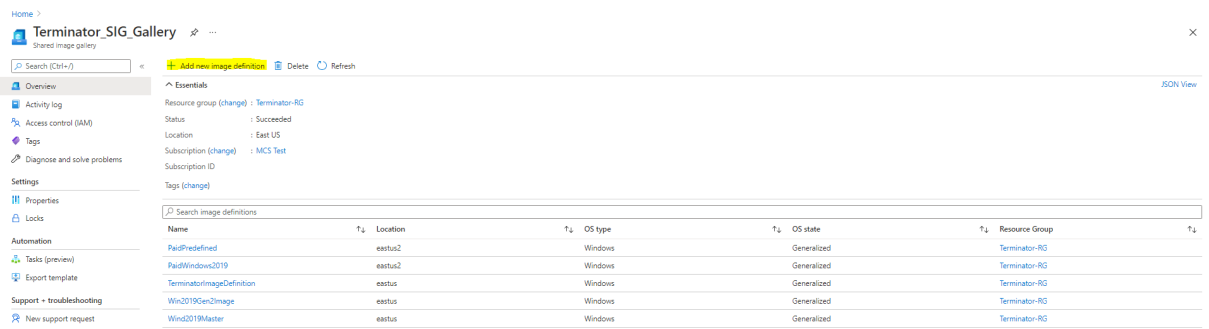 Home >
Terminator_SIG_Gallery
Shared image gallery
Search (Ctrl+/)
Overview
Activity log
Access control (IAM)
Tags
Diagnose and solve problems
Settings
Properties
Locks
Automation
Tasks (preview)
Export template
Support + troubleshooting
New support request
+ Add new image definition Delete Refresh
Essentials
JSON View
Resource group (change) : Terminator-RG
Status : Succeeded
Location : East US
Subscription (change) : MCS Test
Subscription ID
Tags (change)
Search image definitions
Name Location OS type OS state Resource Group
PaidPredefined eastus2 Windows Generalized Terminator-RG
PaidWindows2019 eastus2 Windows Generalized Terminator-RG
TerminatorImageDefinition eastus Windows Generalized Terminator-RG
Win2019Gen2Image eastus Windows Generalized Terminator-RG
Wind2019Master eastus Windows Generalized Terminator-RG